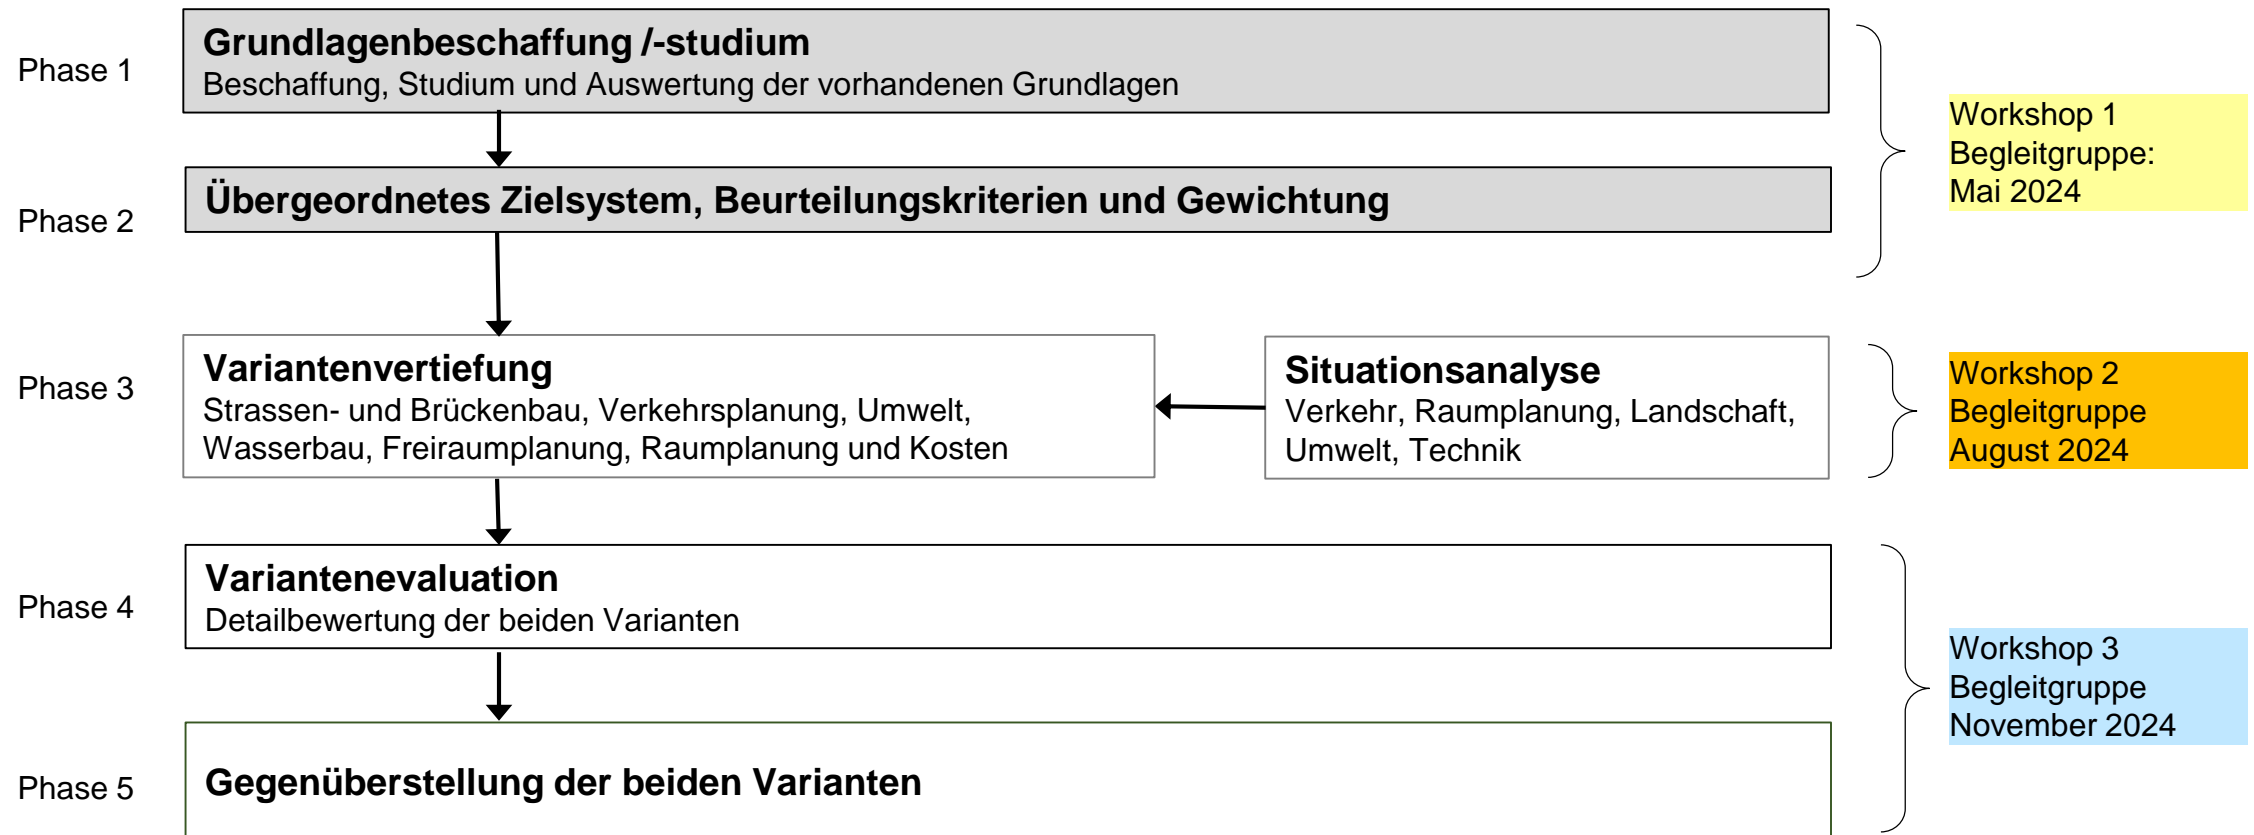 Phase 1
Grundlagenbeschaffung /-studium
Beschaffung, Studium und Auswertung der vorhandenen Grundlagen
Workshop 1
Begleitgruppe:
Mai 2024
Phase 2
Übergeordnetes Zielsystem, Beurteilungskriterien und Gewichtung
Phase 3
Variantenvertiefung
Strassen- und Brückenbau, Verkehrsplanung, Umwelt,
Wasserbau, Freiraumplanung, Raumplanung und Kosten
Situationsanalyse
Verkehr, Raumplanung, Landschaft,
Umwelt, Technik
Workshop 2
Begleitgruppe
August 2024
Phase 4
Variantenevaluation
Detailbewertung der beiden Varianten
Workshop 3
Begleitgruppe
November 2024
Phase 5
Gegenüberstellung der beiden Varianten